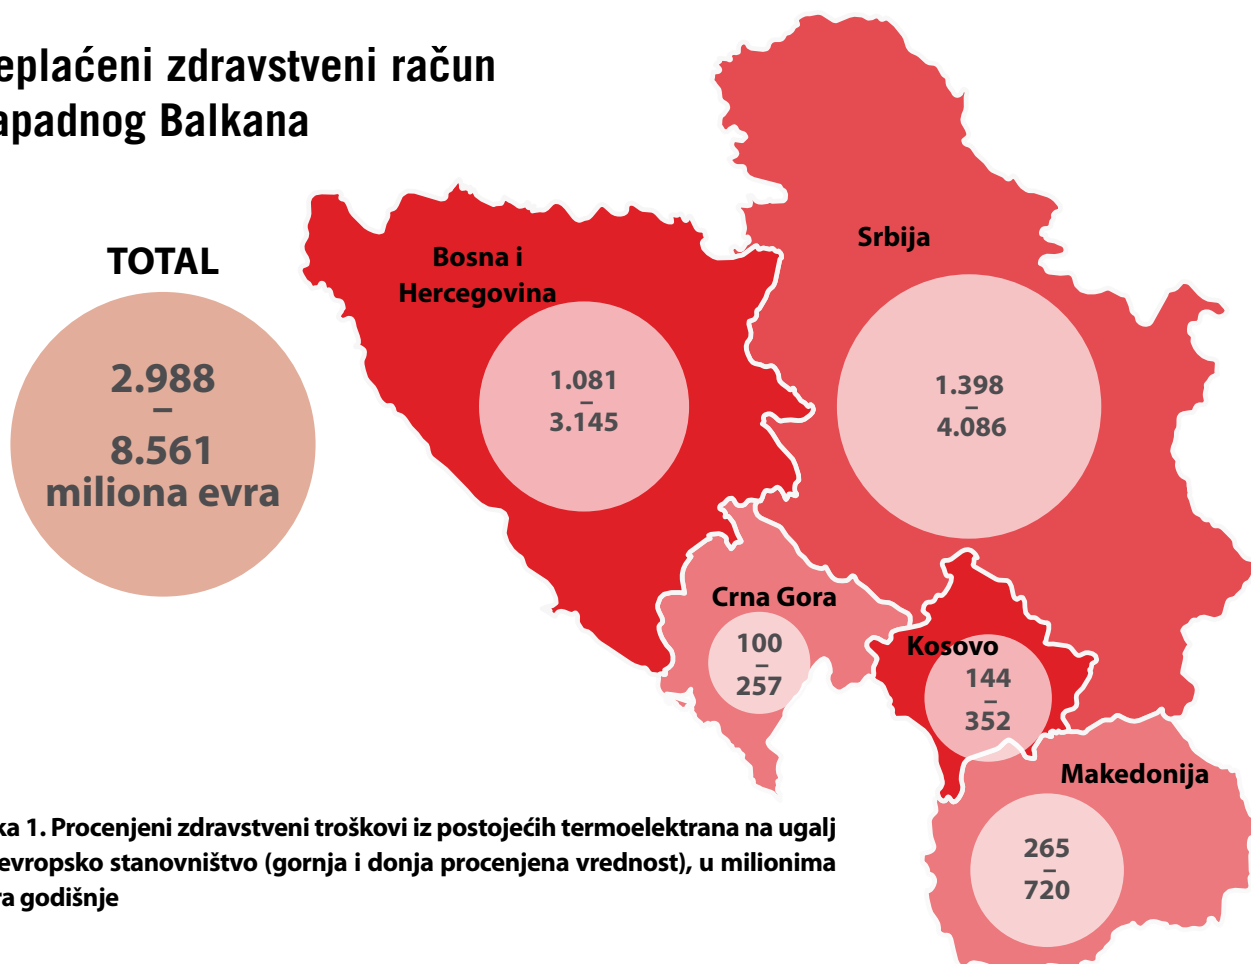 eplaćeni zdravstveni račun
apadnog Balkana
TOTAL
2.988
–
8.561
miliona evra
Bosna i
Hercegovina
1.081
–
3.145
Srbija
1.398
–
4.086
Crna Gora
100
–
257
Kosovo
144
–
352
Makedonija
265
–
720
ka 1. Procenjeni zdravstveni troškovi iz postojećih termoelektrana na ugalj
evropsko stanovništvo (gornja i donja procenjena vrednost), u milionima
ra godišnje